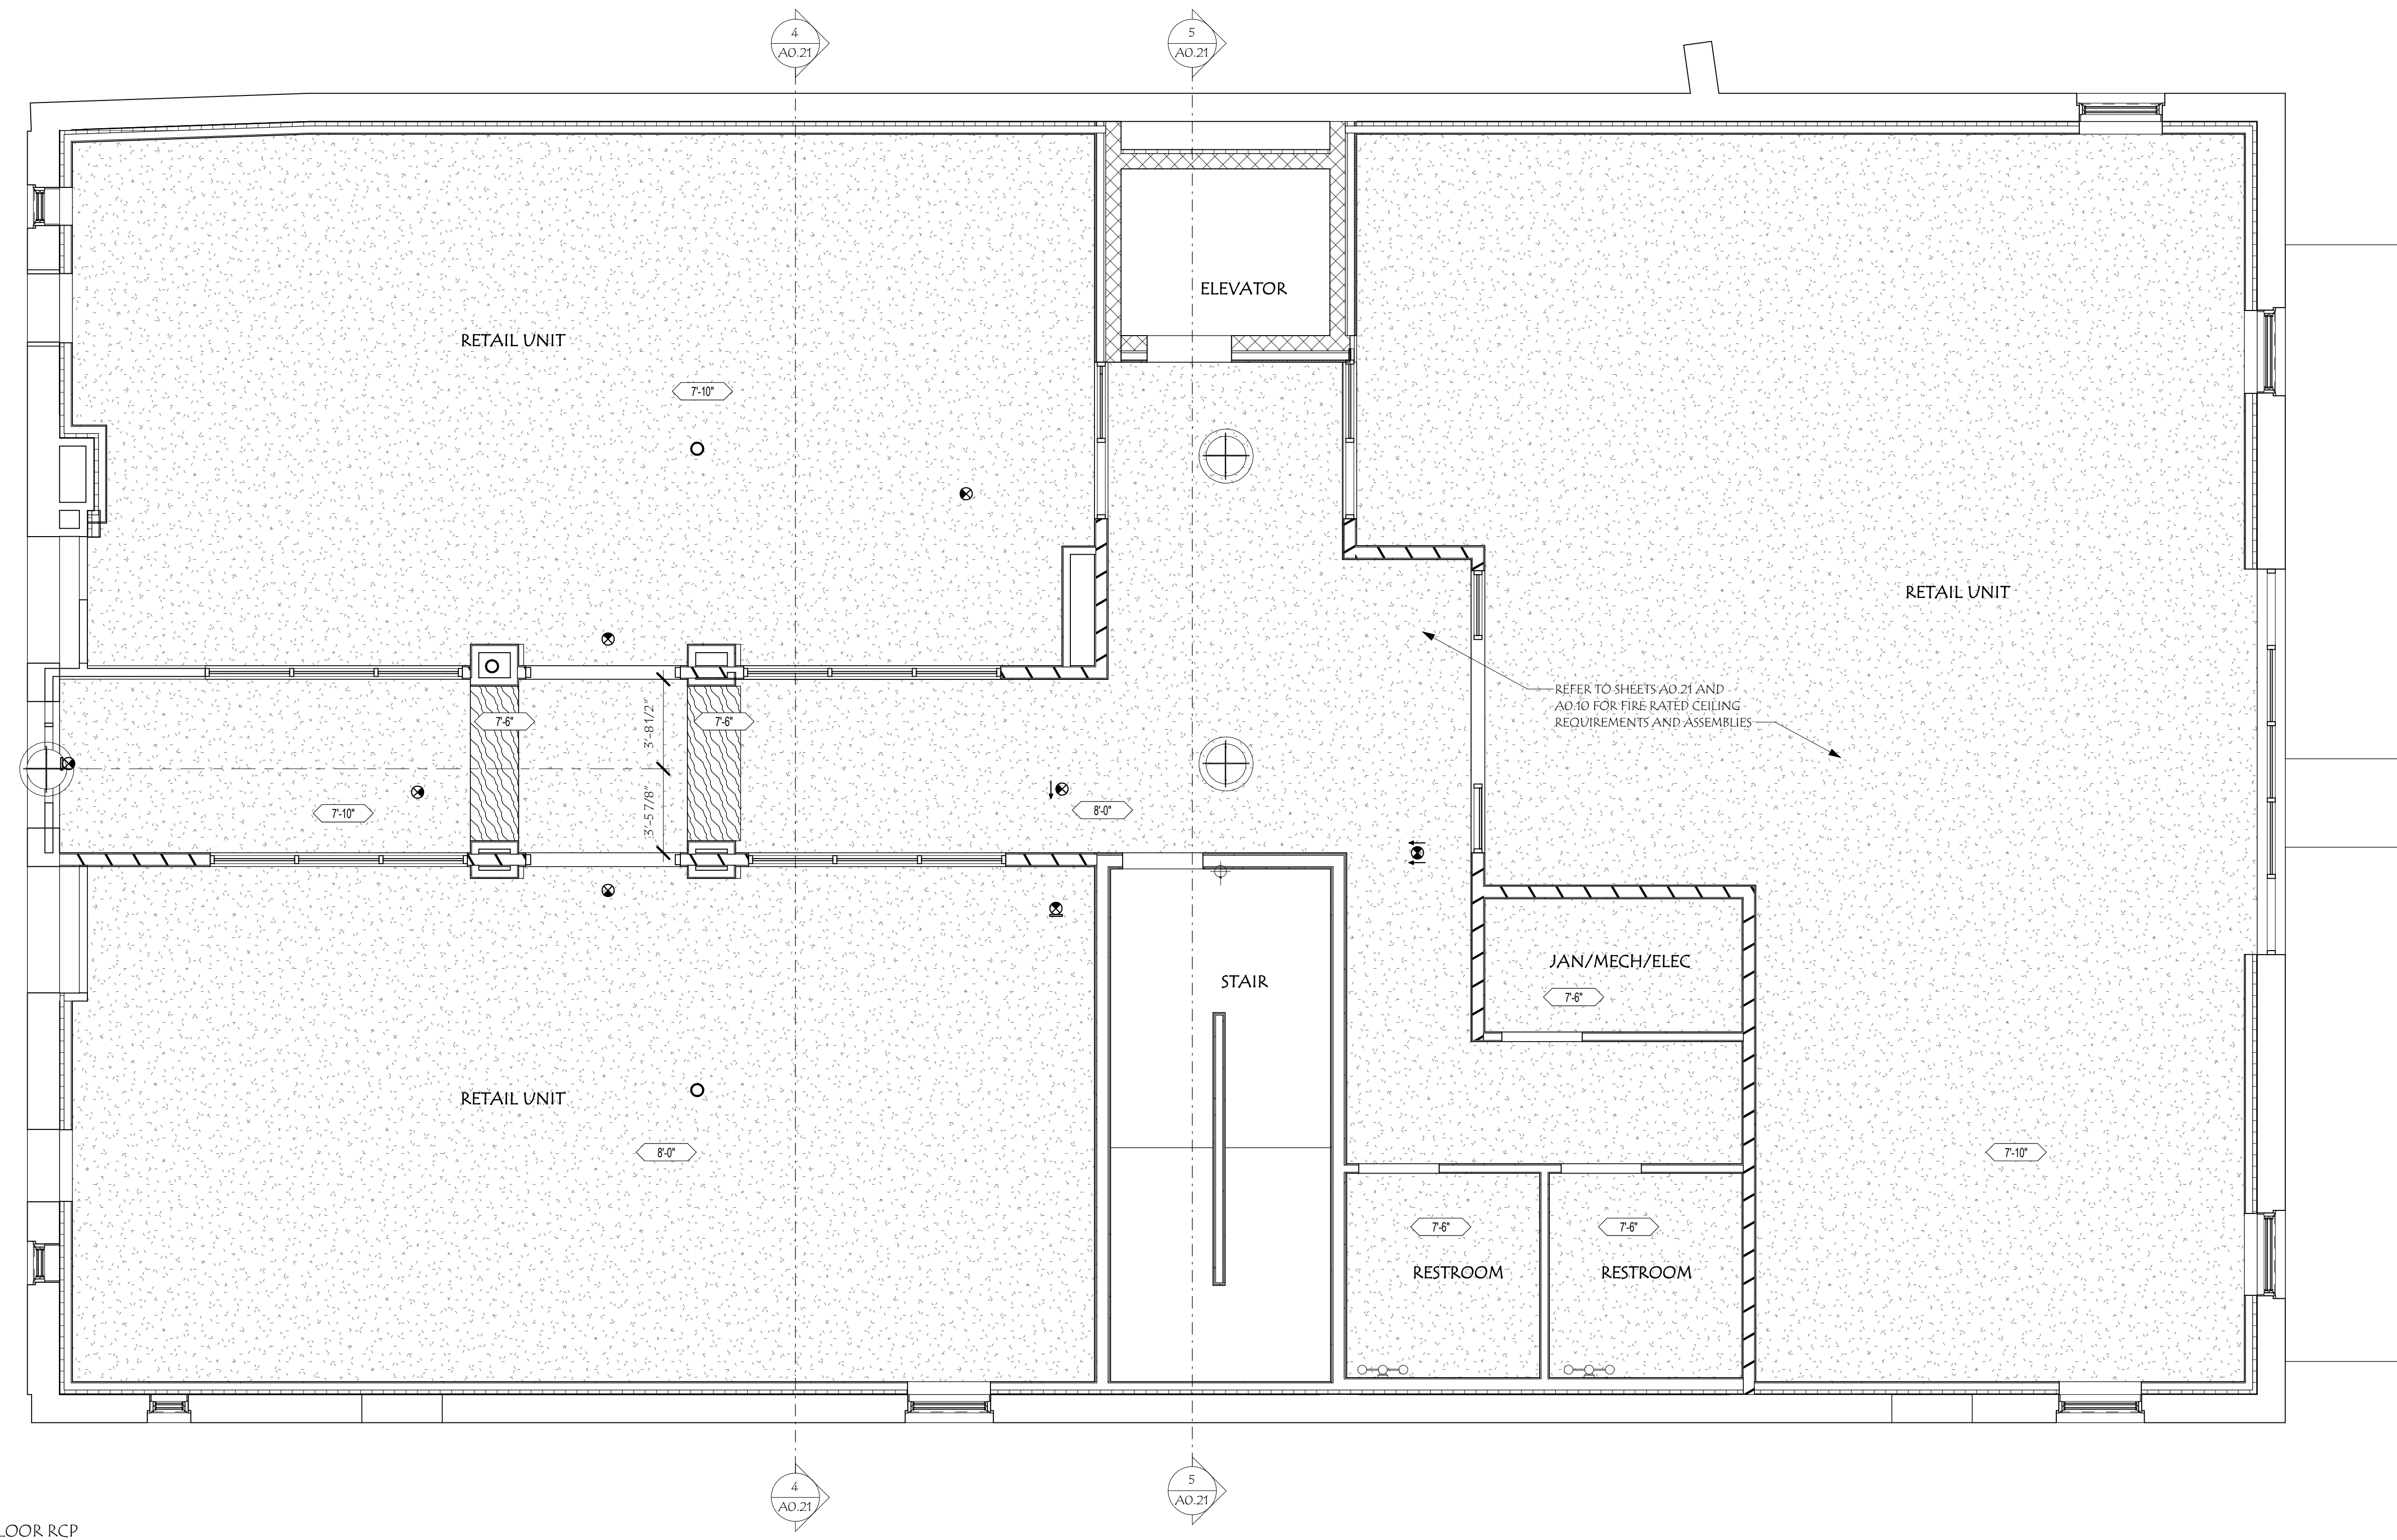 4
A0.21
5
A0.21
ELEVATOR
RETAIL UNIT
7'-10"
RETAIL UNIT
REFER TO SHEETS A0.21 AND
A0.10 FOR FIRE RATED CEILING
REQUIREMENTS AND ASSEMBLIES
7'-6"
7'-6"
3'-8 1/2"
3'-5 7/8"
7'-10"
8'-0"
JAN/MECH/ELEC
7'-6"
STAIR
RETAIL UNIT
8'-0"
7'-10"
7'-6"
7'-6"
RESTROOM
RESTROOM
4
A0.21
5
A0.21
LOOR RCP